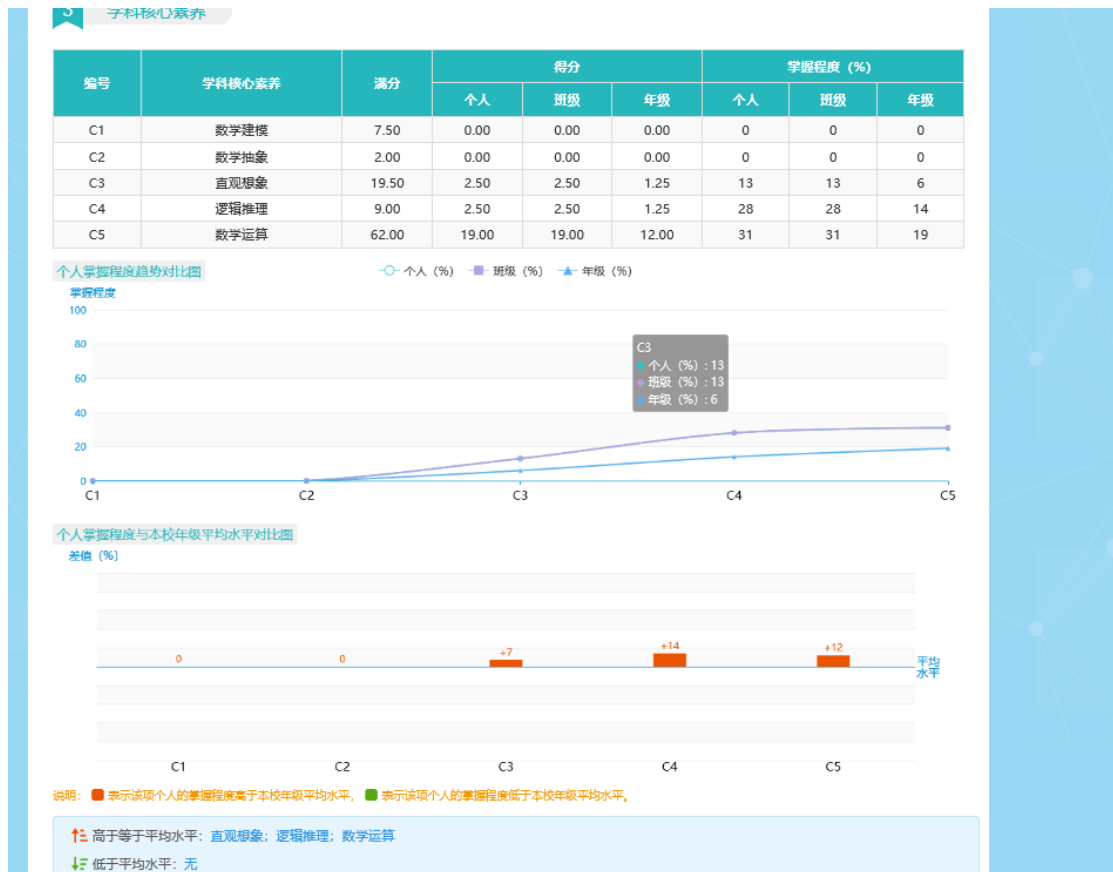 3 学科核心素养
编号 学科核心素养 满分 得分 掌握程度（%）
个人 班级 年级 个人 班级 年级
C1 数学建模 7.50 0.00 0.00 0.00 0 0 0
C2 数学抽象 2.00 0.00 0.00 0.00 0 0 0
C3 直观想象 19.50 2.50 2.50 1.25 13 13 6
C4 逻辑推理 9.00 2.50 2.50 1.25 28 28 14
C5 数学运算 62.00 19.00 19.00 12.00 31 31 19
个人掌握程度趋势对比图 个人（%） 班级（%） 年级（%）
掌握程度
100
80
C3
个人（%）: 13
60
班级（%）: 13
年级（%）: 6
40
20
0
C1 C2 C3 C4 C5
个人掌握程度与本校年级平均水平对比图
差值（%）
0 0 +7 +14 +12
平均
水平
C1 C2 C3 C4 C5
说明： 表示该项个人的掌握程度高于本校年级平均水平， 表示该项个人的掌握程度低于本校年级平均水平。
高于等于平均水平：直观想象；逻辑推理；数学运算
低于平均水平：无